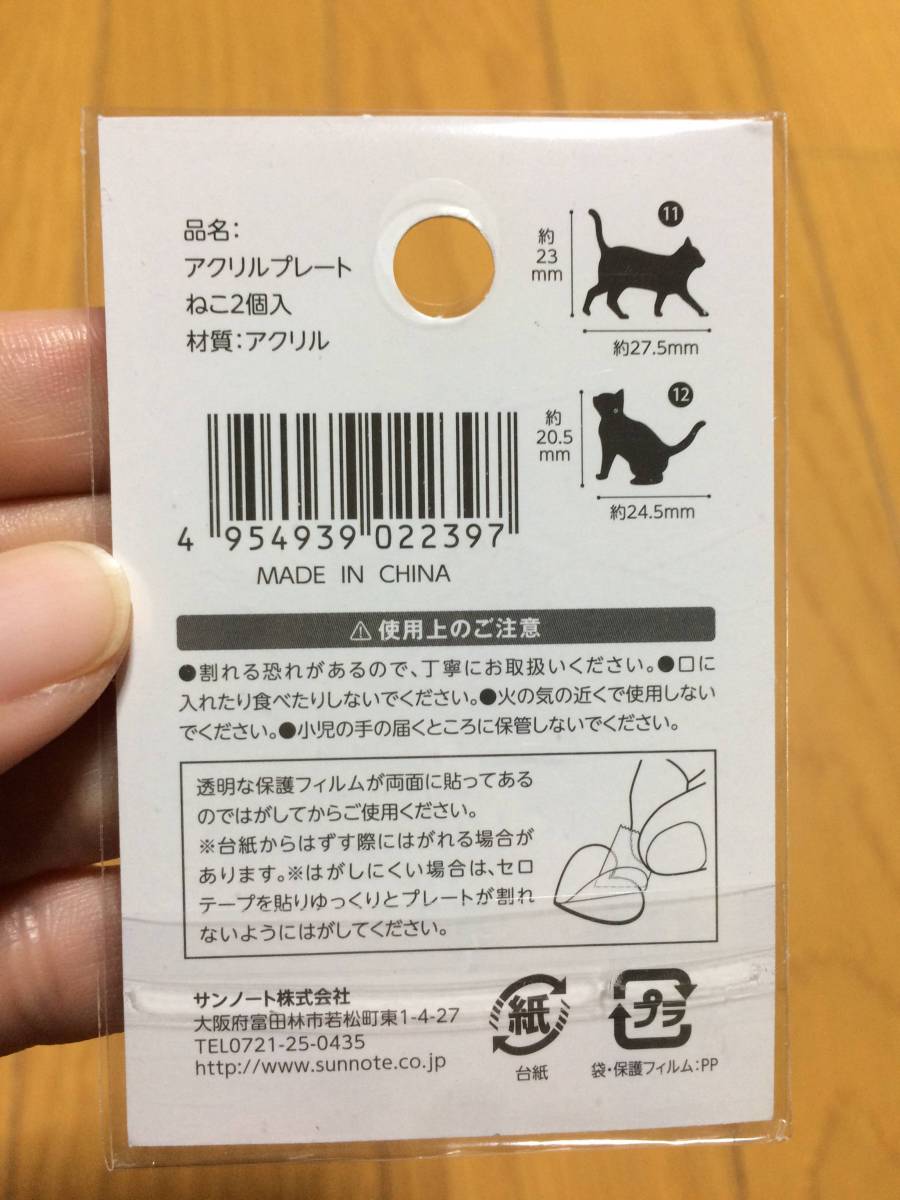 品名：
アクリルプレート
ねこ2個入
材質：アクリル
11
約
23
mm
約27.5mm
12
約
20.5
mm
約24.5mm
4 954939 022397
MADE IN CHINA
⚠使用上のご注意
●割れる恐れがあるので、丁寧にお取扱いください。●口に
入れたり食べたりしないでください。●火の気の近くで使用しない
でください。●小児の手の届くところに保管しないでください。
透明な保護フィルムが両面に貼ってある
のではがしてからご使用ください。
※台紙からはずす際にはがれる場合が
あります。※はがしにくい場合は、セロ
テープを貼りゆっくりとプレートが割れ
ないようにはがしてください。
サンノート株式会社
大阪府富田林市若松町東1-4-27
TEL0721-25-0435
http://www.sunnote.co.jp
紙
台紙
プラ
袋・保護フィルム：PP